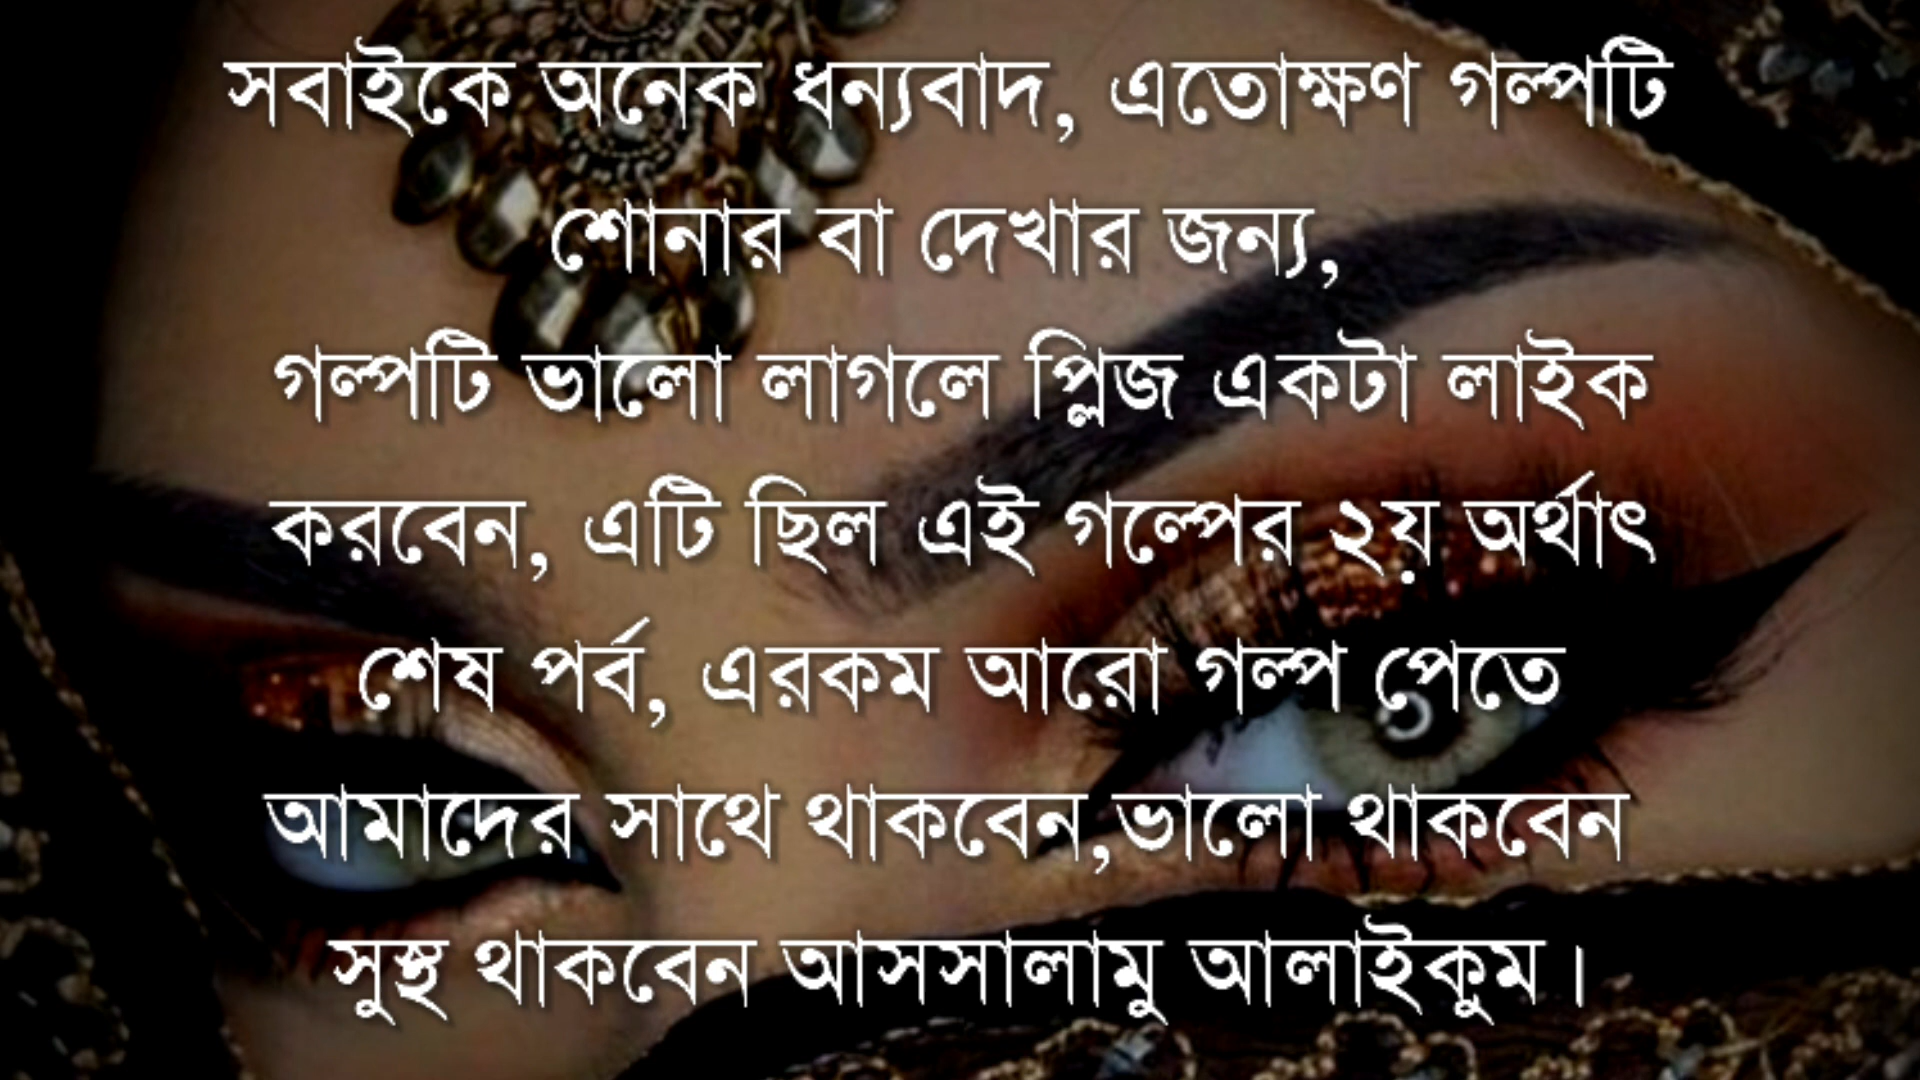 সবাইকে অনেক ধন্যবাদ, এতোক্ষণ গল্পটি
শোনার বা দেখার জন্য,
গল্পটি ভালো লাগলে প্লিজ একটা লাইক
করবেন, এটি ছিল এই গল্পের ২য় অর্থাৎ
শেষ পর্ব, এরকম আরো গল্প পেতে
আমাদের সাথে থাকবেন,ভালো থাকবেন
সুস্থ থাকবেন আসসালামু আলাইকুম।